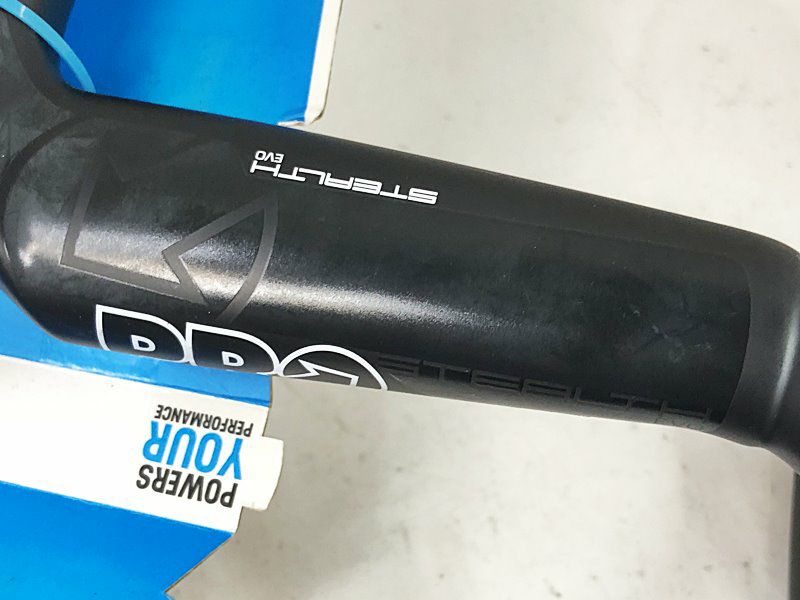 STEALTH
EVO
PRO
STEALTH
POWERS
YOUR
PERFORMANCE